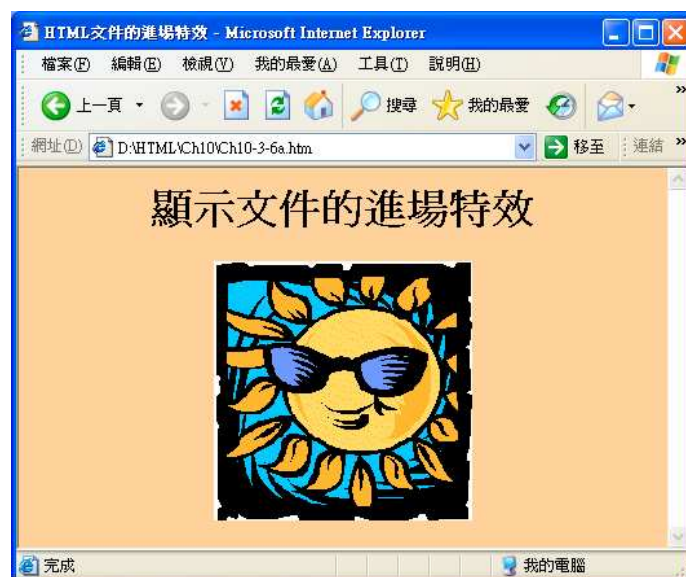 HTML文件的進場特效 - Microsoft Internet Explorer
檔案(F) 編輯(E) 檢視(V) 我的最愛(A) 工具(T) 說明(H)
上一頁 搜尋 我的最愛 »
網址(D) D:\HTML\Ch10\Ch10-3-6a.htm 移至 連結 »
顯示文件的進場特效
完成 我的電腦